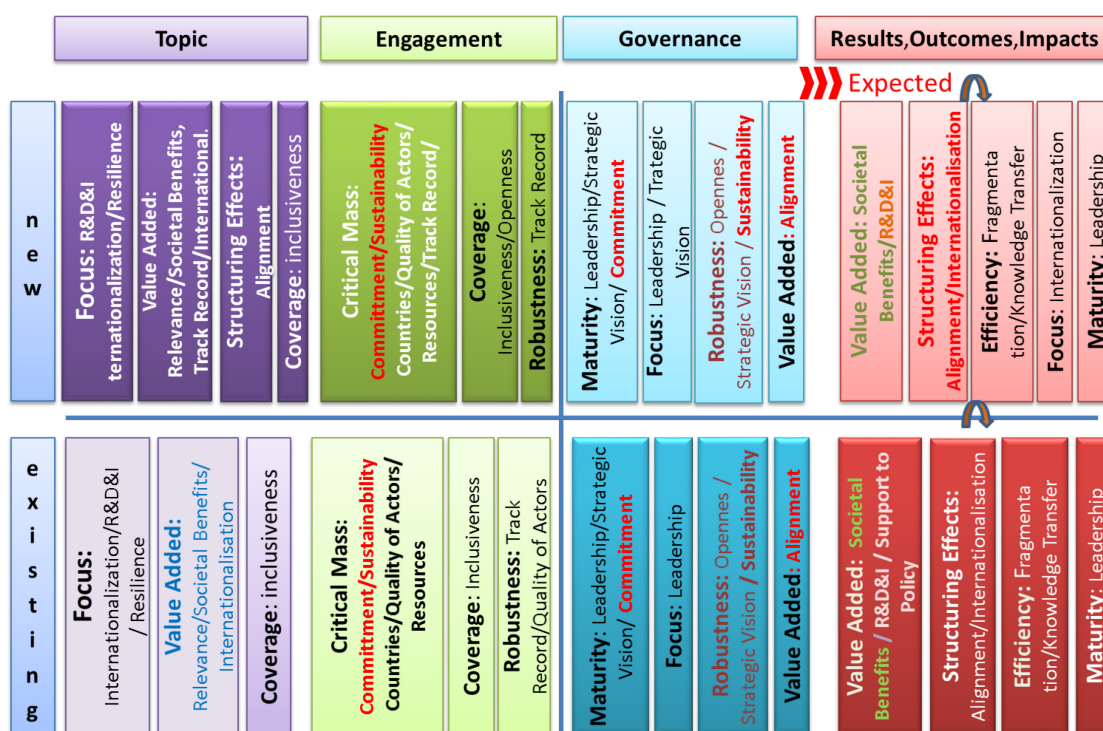 Topic
Engagement
Governance
Results,Outcomes,Impacts
Expected
new
Focus: R&D&I
ternationalization/Resilience
Value Added:
Relevance/Societal Benefits,
Track Record/International.
Structuring Effects:
Alignment
Coverage: Inclusiveness
Critical Mass:
Committment/Sustainability
Countries/Quality of Actors/
Resources/Track Record/
Coverage:
Inclusiveness/Openness
Robustness: Track Record
Maturity: Leadership/Strategic
Vision/ Commitment
Focus: Leadership /Trategic
Vision
Robustness: Opennes /
Strategic Vision / Sustainability
Value Added: Alignment
Value Added: Societal
Benefits/R&D&I
Structuring Effects:
Alignment/Internationalisation
Efficiency: Fragmenta
tion/Knowledge Transfer
Focus: Internationalization
Maturity: Leadership
existing
Focus:
Internationalization/R&D&I
/ Resilience
Value Added:
Relevance/Societal Benefits/
Internationalisation
Coverage: inclusiveness
Critical Mass:
Committment/Sustainability
Countries/Quality of Actors/
Resources
Coverage: Inclusiveness
Robustness: Track
Record/Quality of Actors
Maturity: Leadership/Strategic
Vision/ Commitment
Focus: Leadership
Robustness: Opennes /
Strategic Vision / Sustainability
Value Added: Alignment
Value Added: Societal
Benefits / R&D&I / Support to
Policy
Structuring Effects:
Alignment/Internationalisation
Efficiency: Fragmenta
tion/Knowledge Transfer
Maturity: Leadership